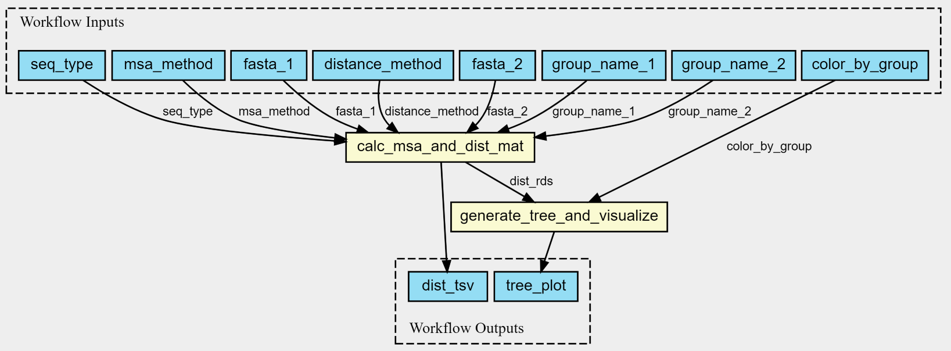 Workflow Inputs
seq_type
msa_method
fasta_1
distance_method
fasta_2
group_name_1
group_name_2
color_by_group
seq_type
msa_method
fasta_1
distance_method
fasta_2
group_name_1
group_name_2
calc_msa_and_dist_mat
color_by_group
dist_rds
generate_tree_and_visualize
dist_tsv
tree_plot
Workflow Outputs